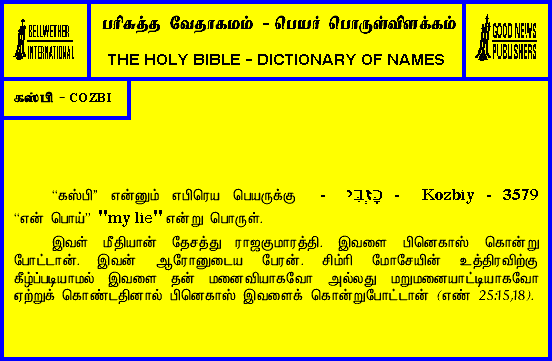 BELLWETHER
INTERNATIONAL
பரிசுத்த வேதாகமம் - பெயர் பொருள்விளக்கம்
THE HOLY BIBLE - DICTIONARY OF NAMES
GOOD NEWS
PUBLISHERS
கஸ்பி - COZBI
“கஸ்பி” என்னும் எபிரெய பெயருக்கு - כָּזְבִּי - Kozbiy - 3579
“என் பொய்” "my lie" என்று பொருள்.
இவள் மீதியான் தேசத்து ராஜகுமாரத்தி. இவளை பினெகாஸ் கொன்று
போட்டான். இவன் ஆரோனுடைய பேரன். சிம்ரி மோசேயின் உத்திரவிற்கு
கீழ்ப்படியாமல் இவளை தன் மனைவியாகவோ அல்லது மறுமனையாட்டியாகவோ
ஏற்றுக் கொண்டதினால் பினெகாஸ் இவளைக் கொன்றுபோட்டான் (எண் 25:15,18).